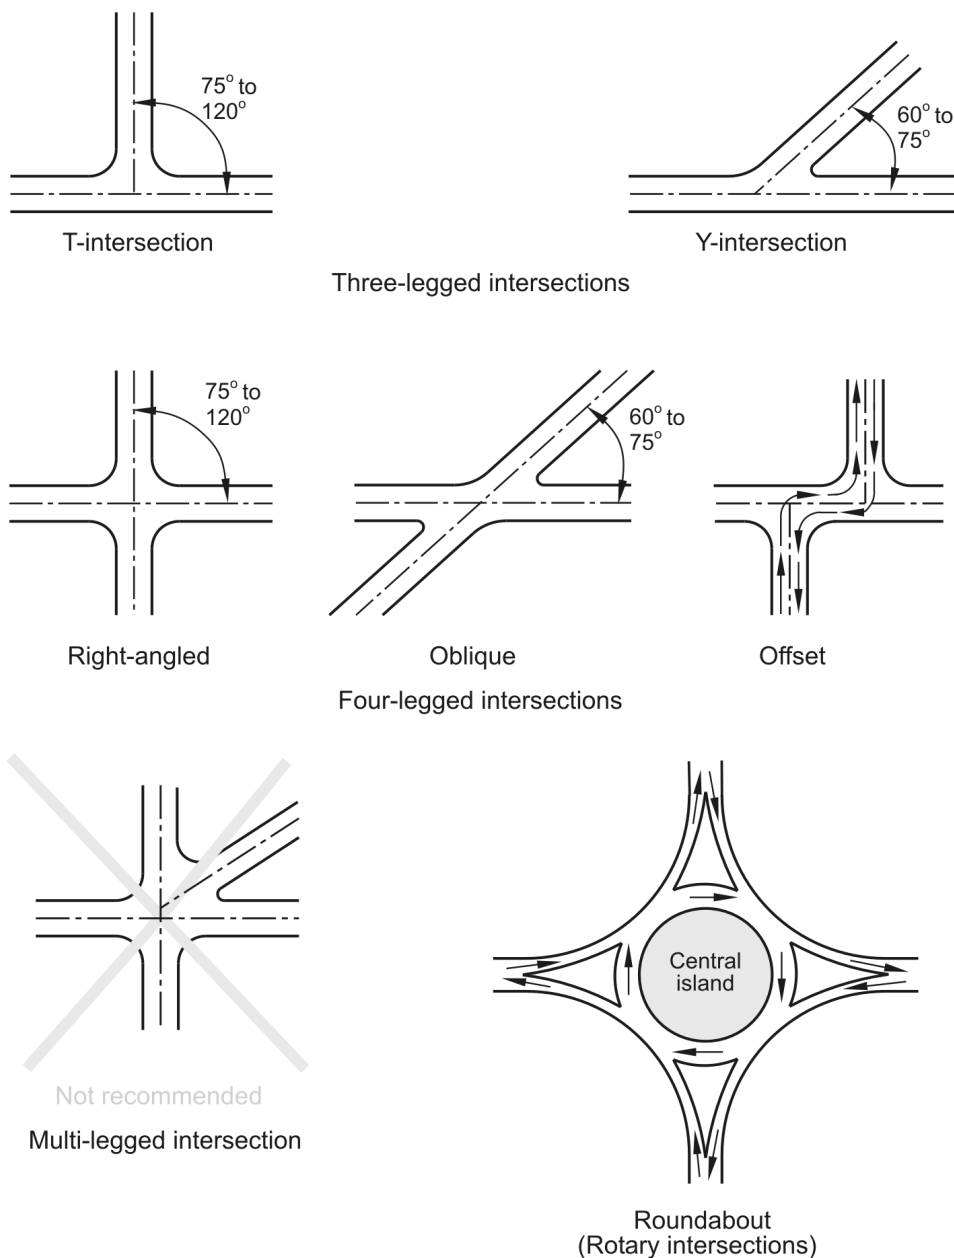 75° to
120°
60° to
75°
T-intersection
Y-intersection
Three-legged intersections
75° to
120°
60° to
75°
Right-angled
Oblique
Offset
Four-legged intersections
Central
island
Not recommended
Multi-legged intersection
Roundabout
(Rotary intersections)